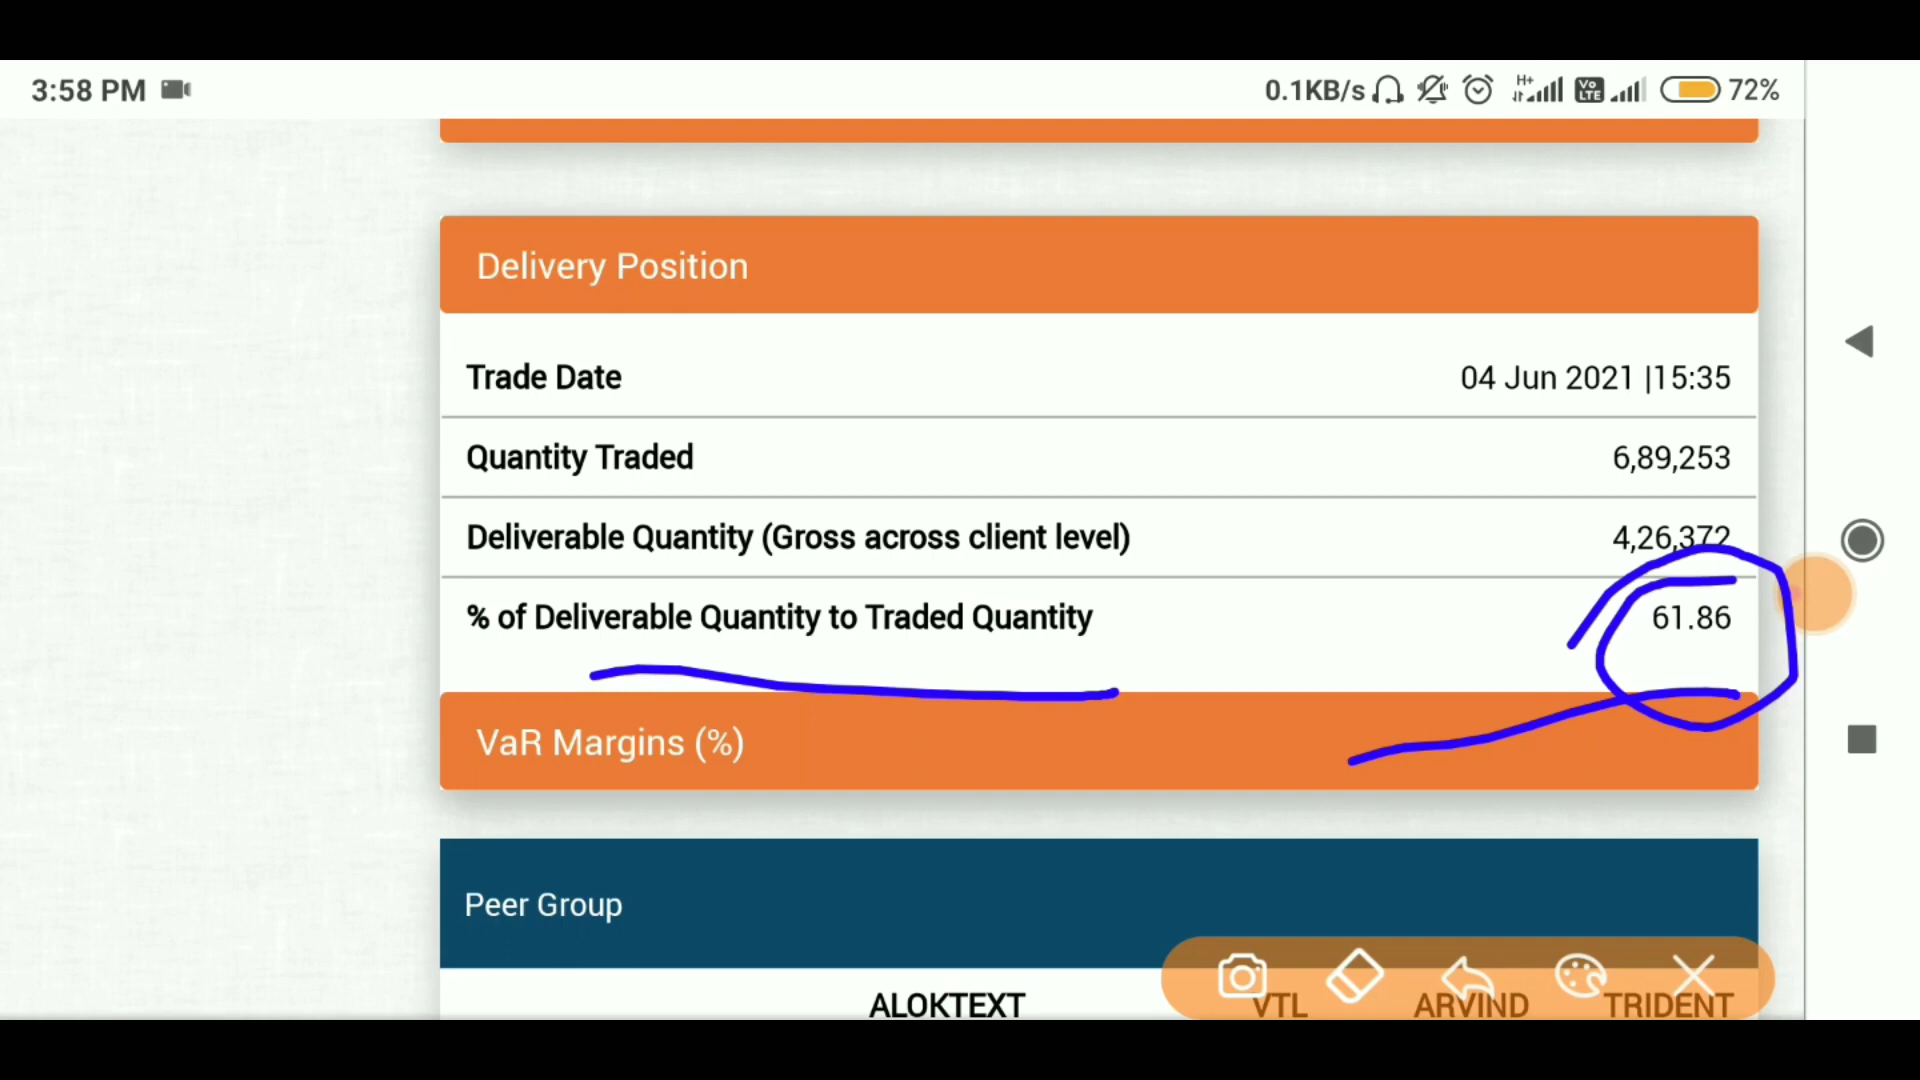 3:58 PM 0.1KB/s H+ Vo LTE 72%
Delivery Position
Trade Date 04 Jun 2021 |15:35
Quantity Traded 6,89,253
Deliverable Quantity (Gross across client level) 4,26,372
% of Deliverable Quantity to Traded Quantity 61.86
VaR Margins (%)
Peer Group
ALOKTEXT VTL ARVIND TRIDENT